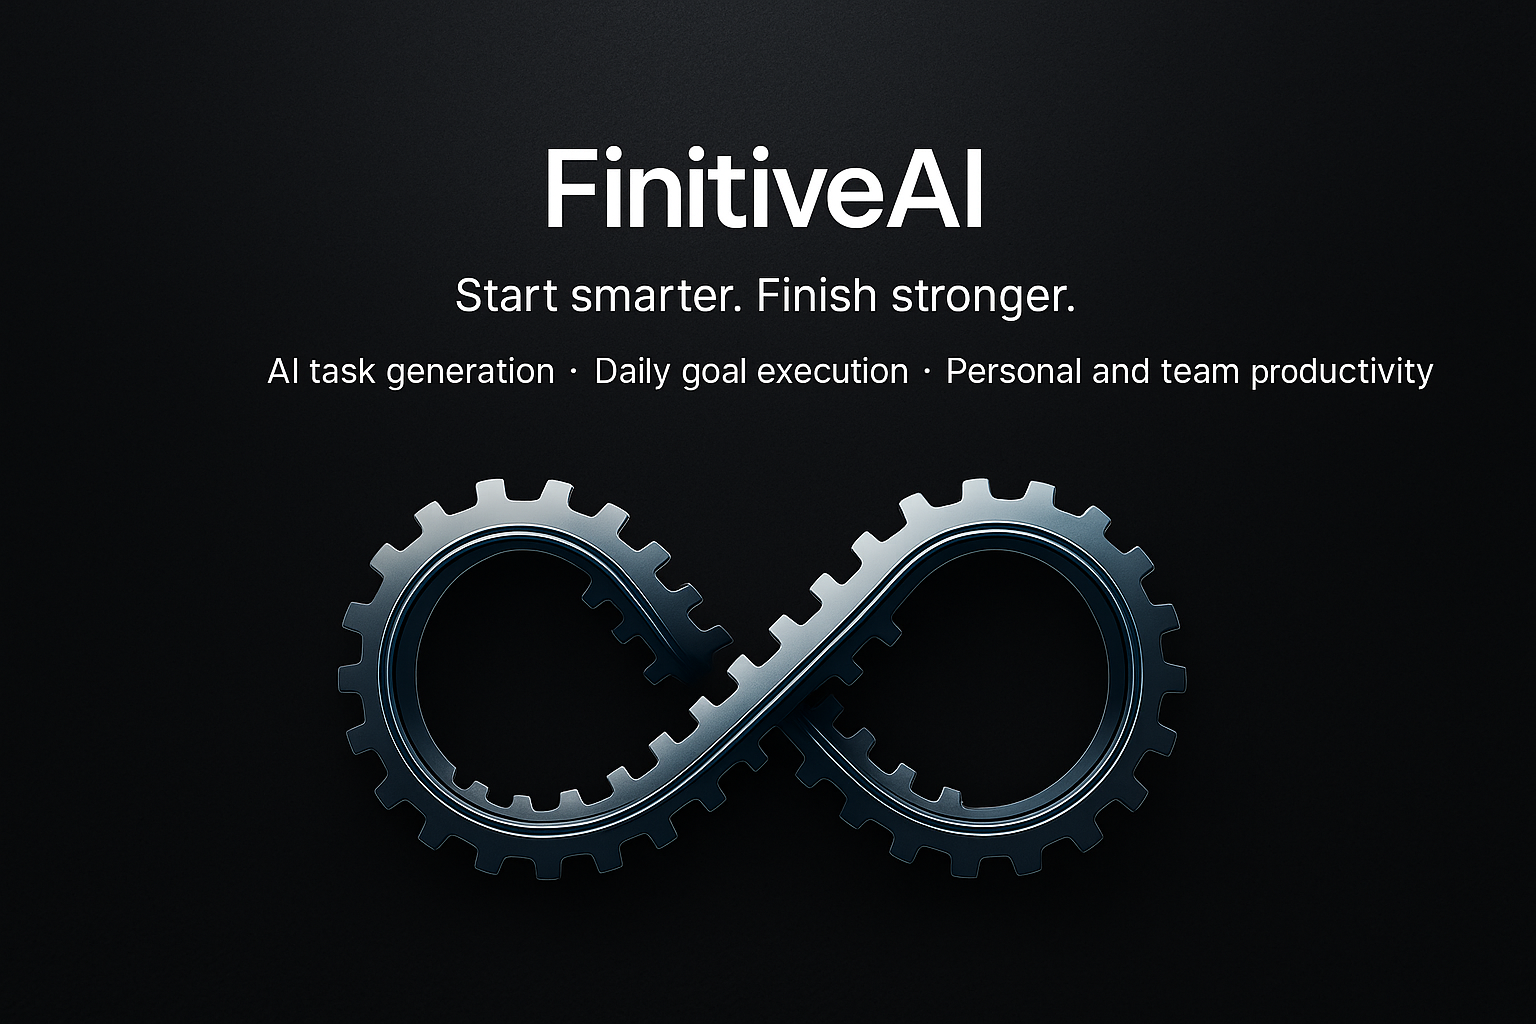 FinitiveAI
Start smarter. Finish stronger.
AI task generation · Daily goal execution · Personal and team productivity